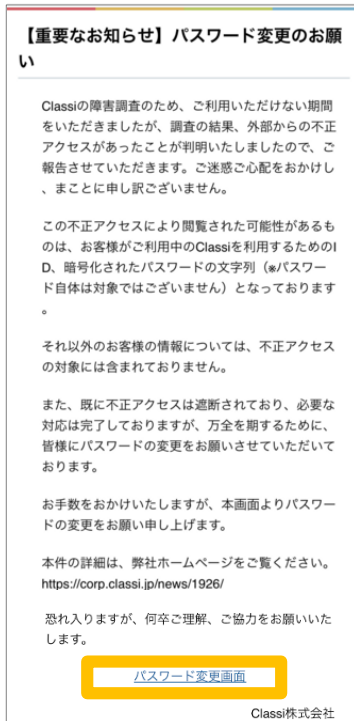 【重要なお知らせ】パスワード変更のお願
い
Classiの障害調査のため、ご利用いただけない期間
をいただきましたが、調査の結果、外部からの不正
アクセスがあったことが判明いたしましたので、ご
報告させていただきます。ご迷惑ご心配をおかけし
、まことに申し訳ございません。
この不正アクセスにより閲覧された可能性があるも
のは、お客様がご利用中のClassiを利用するためのI
D、暗号化されたパスワードの文字列（※パスワー
ド自体は対象ではございません）となっております
。
それ以外のお客様の情報については、不正アクセス
の対象には含まれておりません。
また、既に不正アクセスは遮断されており、必要な
対応は完了しておりますが、万全を期するために、
皆様にパスワードの変更をお願いさせていただいて
おります。
お手数をおかけいたしますが、本画面よりパスワー
ドの変更をお願い申し上げます。
本件の詳細は、弊社ホームページをご覧ください。
https://corp.classi.jp/news/1926/
恐れ入りますが、何卒ご理解、ご協力をお願いいた
します。
パスワード変更画面
Classi株式会社